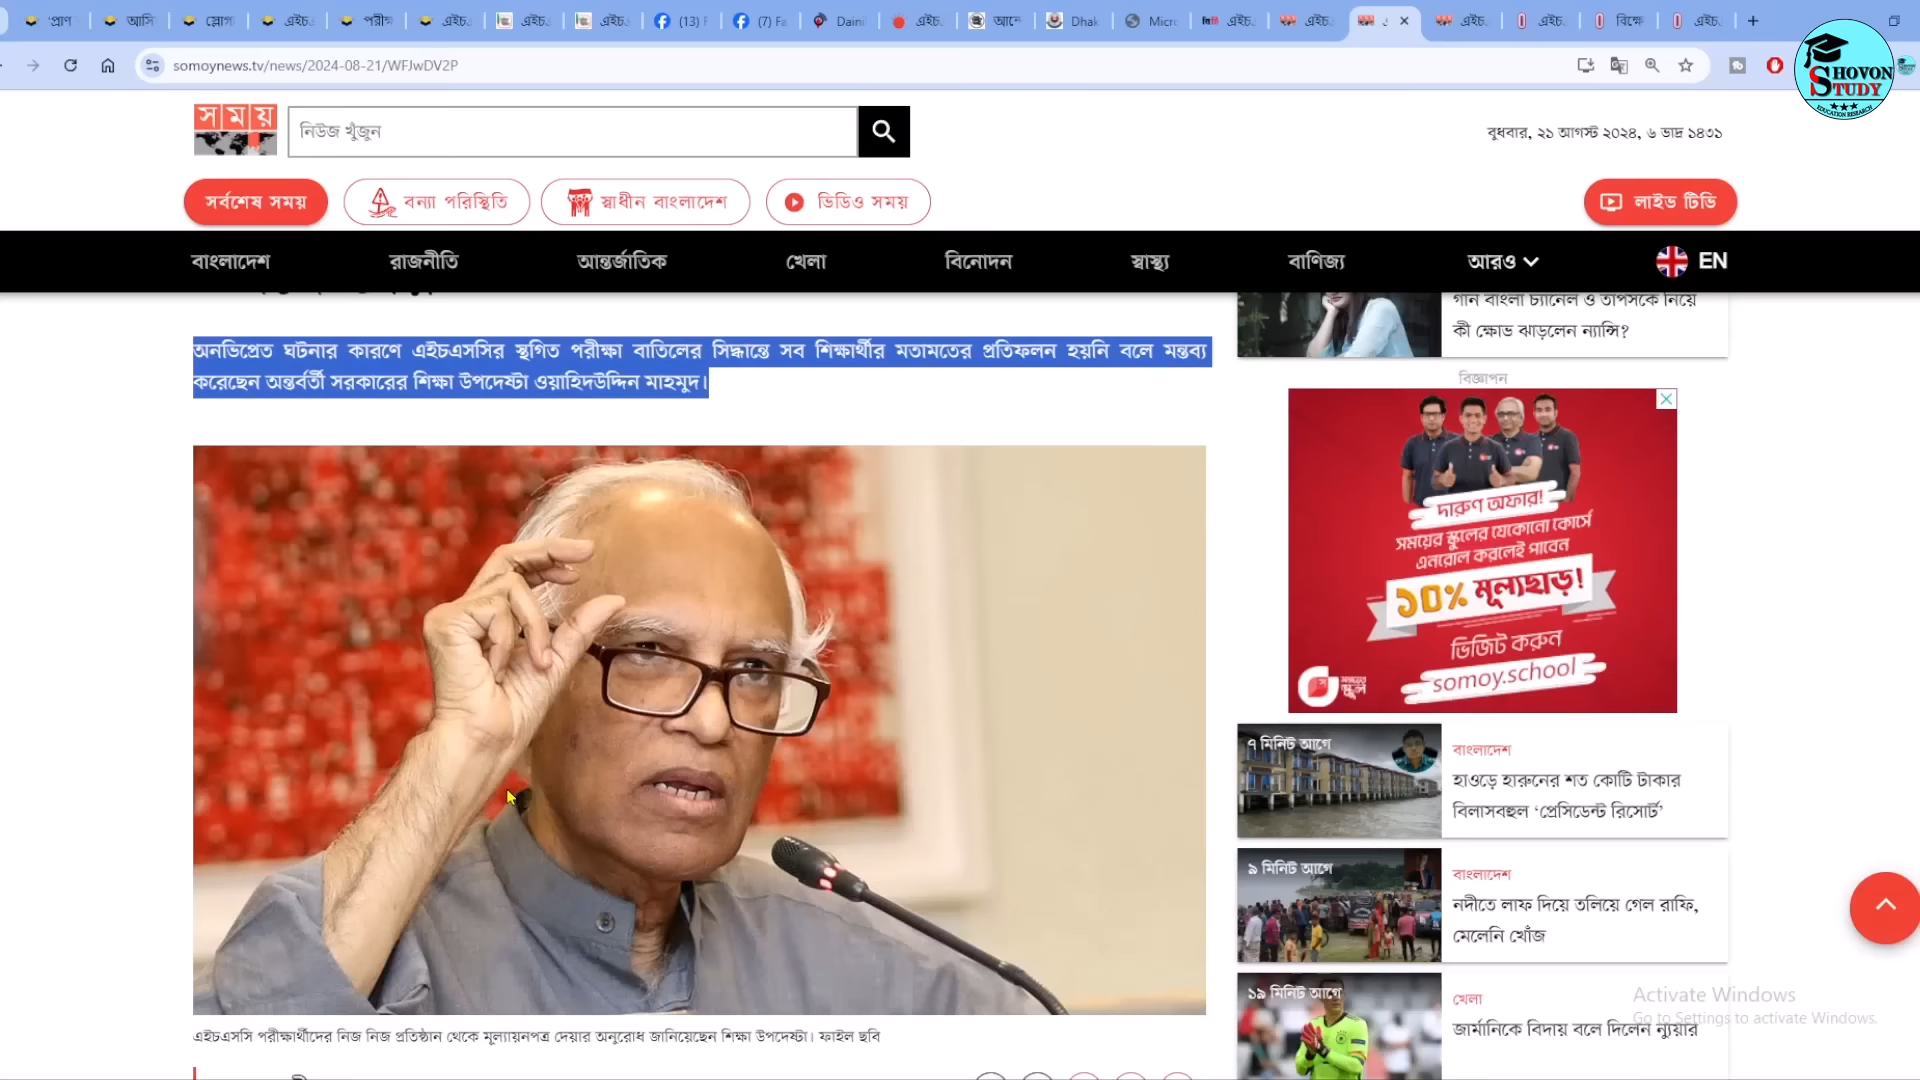 somoynews.tv/news/2024-08-21/WFJwDV2P
SHOVON
STUDY
EDUCATION RESEARCH
সময়
নিউজ খুঁজুন
বুধবার, ২১ আগস্ট ২০২৪, ৬ ভাদ্র ১৪৩১
সর্বশেষ সময়
বন্যা পরিস্থিতি
স্বাধীন বাংলাদেশ
ভিডিও সময়
লাইভ টিভি
বাংলাদেশ
রাজনীতি
আন্তর্জাতিক
খেলা
বিনোদন
স্বাস্থ্য
বাণিজ্য
আরও
EN
অনভিপ্রেত ঘটনার কারণে এইচএসসির স্থগিত পরীক্ষা বাতিলের সিদ্ধান্তে সব শিক্ষার্থীর মতামতের প্রতিফলন হয়নি বলে মন্তব্য
করেছেন অন্তর্বর্তী সরকারের শিক্ষা উপদেষ্টা ওয়াহিদউদ্দিন মাহমুদ।
এইচএসসি পরীক্ষার্থীদের নিজ নিজ প্রতিষ্ঠান থেকে মূল্যায়নপত্র দেয়ার অনুরোধ জানিয়েছেন শিক্ষা উপদেষ্টা। ফাইল ছবি
গান বাংলা চ্যানেল ও তাপসকে নিয়ে
কী ক্ষোভ ঝাড়লেন ন্যান্সি?
বিজ্ঞাপন
দারুণ অফার!
সময়ের স্কুলের যেকোনো কোর্সে
এনরোল করলেই পাবেন
১০% মূল্যছাড়!
ভিজিট করুন
somoy.school
৭ মিনিট আগে
বাংলাদেশ
হাওড়ে হারুনের শত কোটি টাকার
বিলাসবহুল ‘প্রেসিডেন্ট রিসোর্ট’
৯ মিনিট আগে
বাংলাদেশ
নদীতে লাফ দিয়ে তলিয়ে গেল রাফি,
মেলেনি খোঁজ
১৯ মিনিট আগে
খেলা
জার্মানিকে বিদায় বলে দিলেন ন্যুয়ার
Activate Windows
Go to Settings to activate Windows.